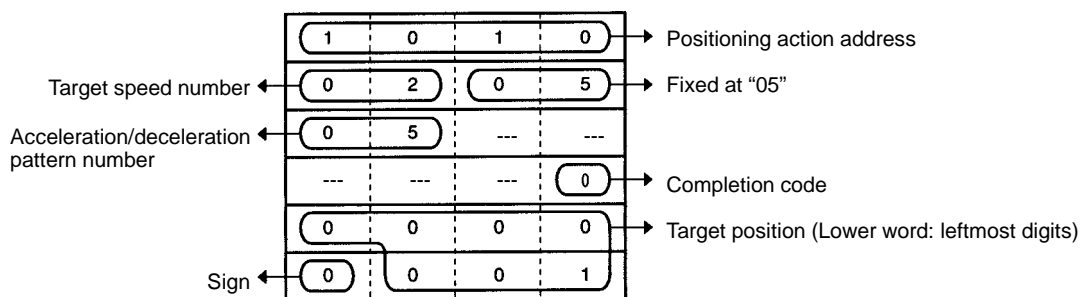 1 0 1 0 Positioning action address
Target speed number 0 2 0 5 Fixed at “05”
Acceleration/deceleration
pattern number 0 5 --- ---
--- --- --- 0 Completion code
0 0 0 0 Target position (Lower word: leftmost digits)
Sign 0 0 0 1